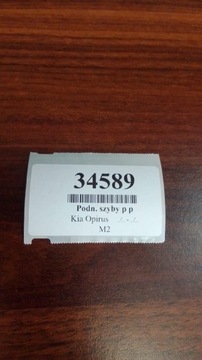 34589
Podn. szyby p p
Kia Opirus
M2